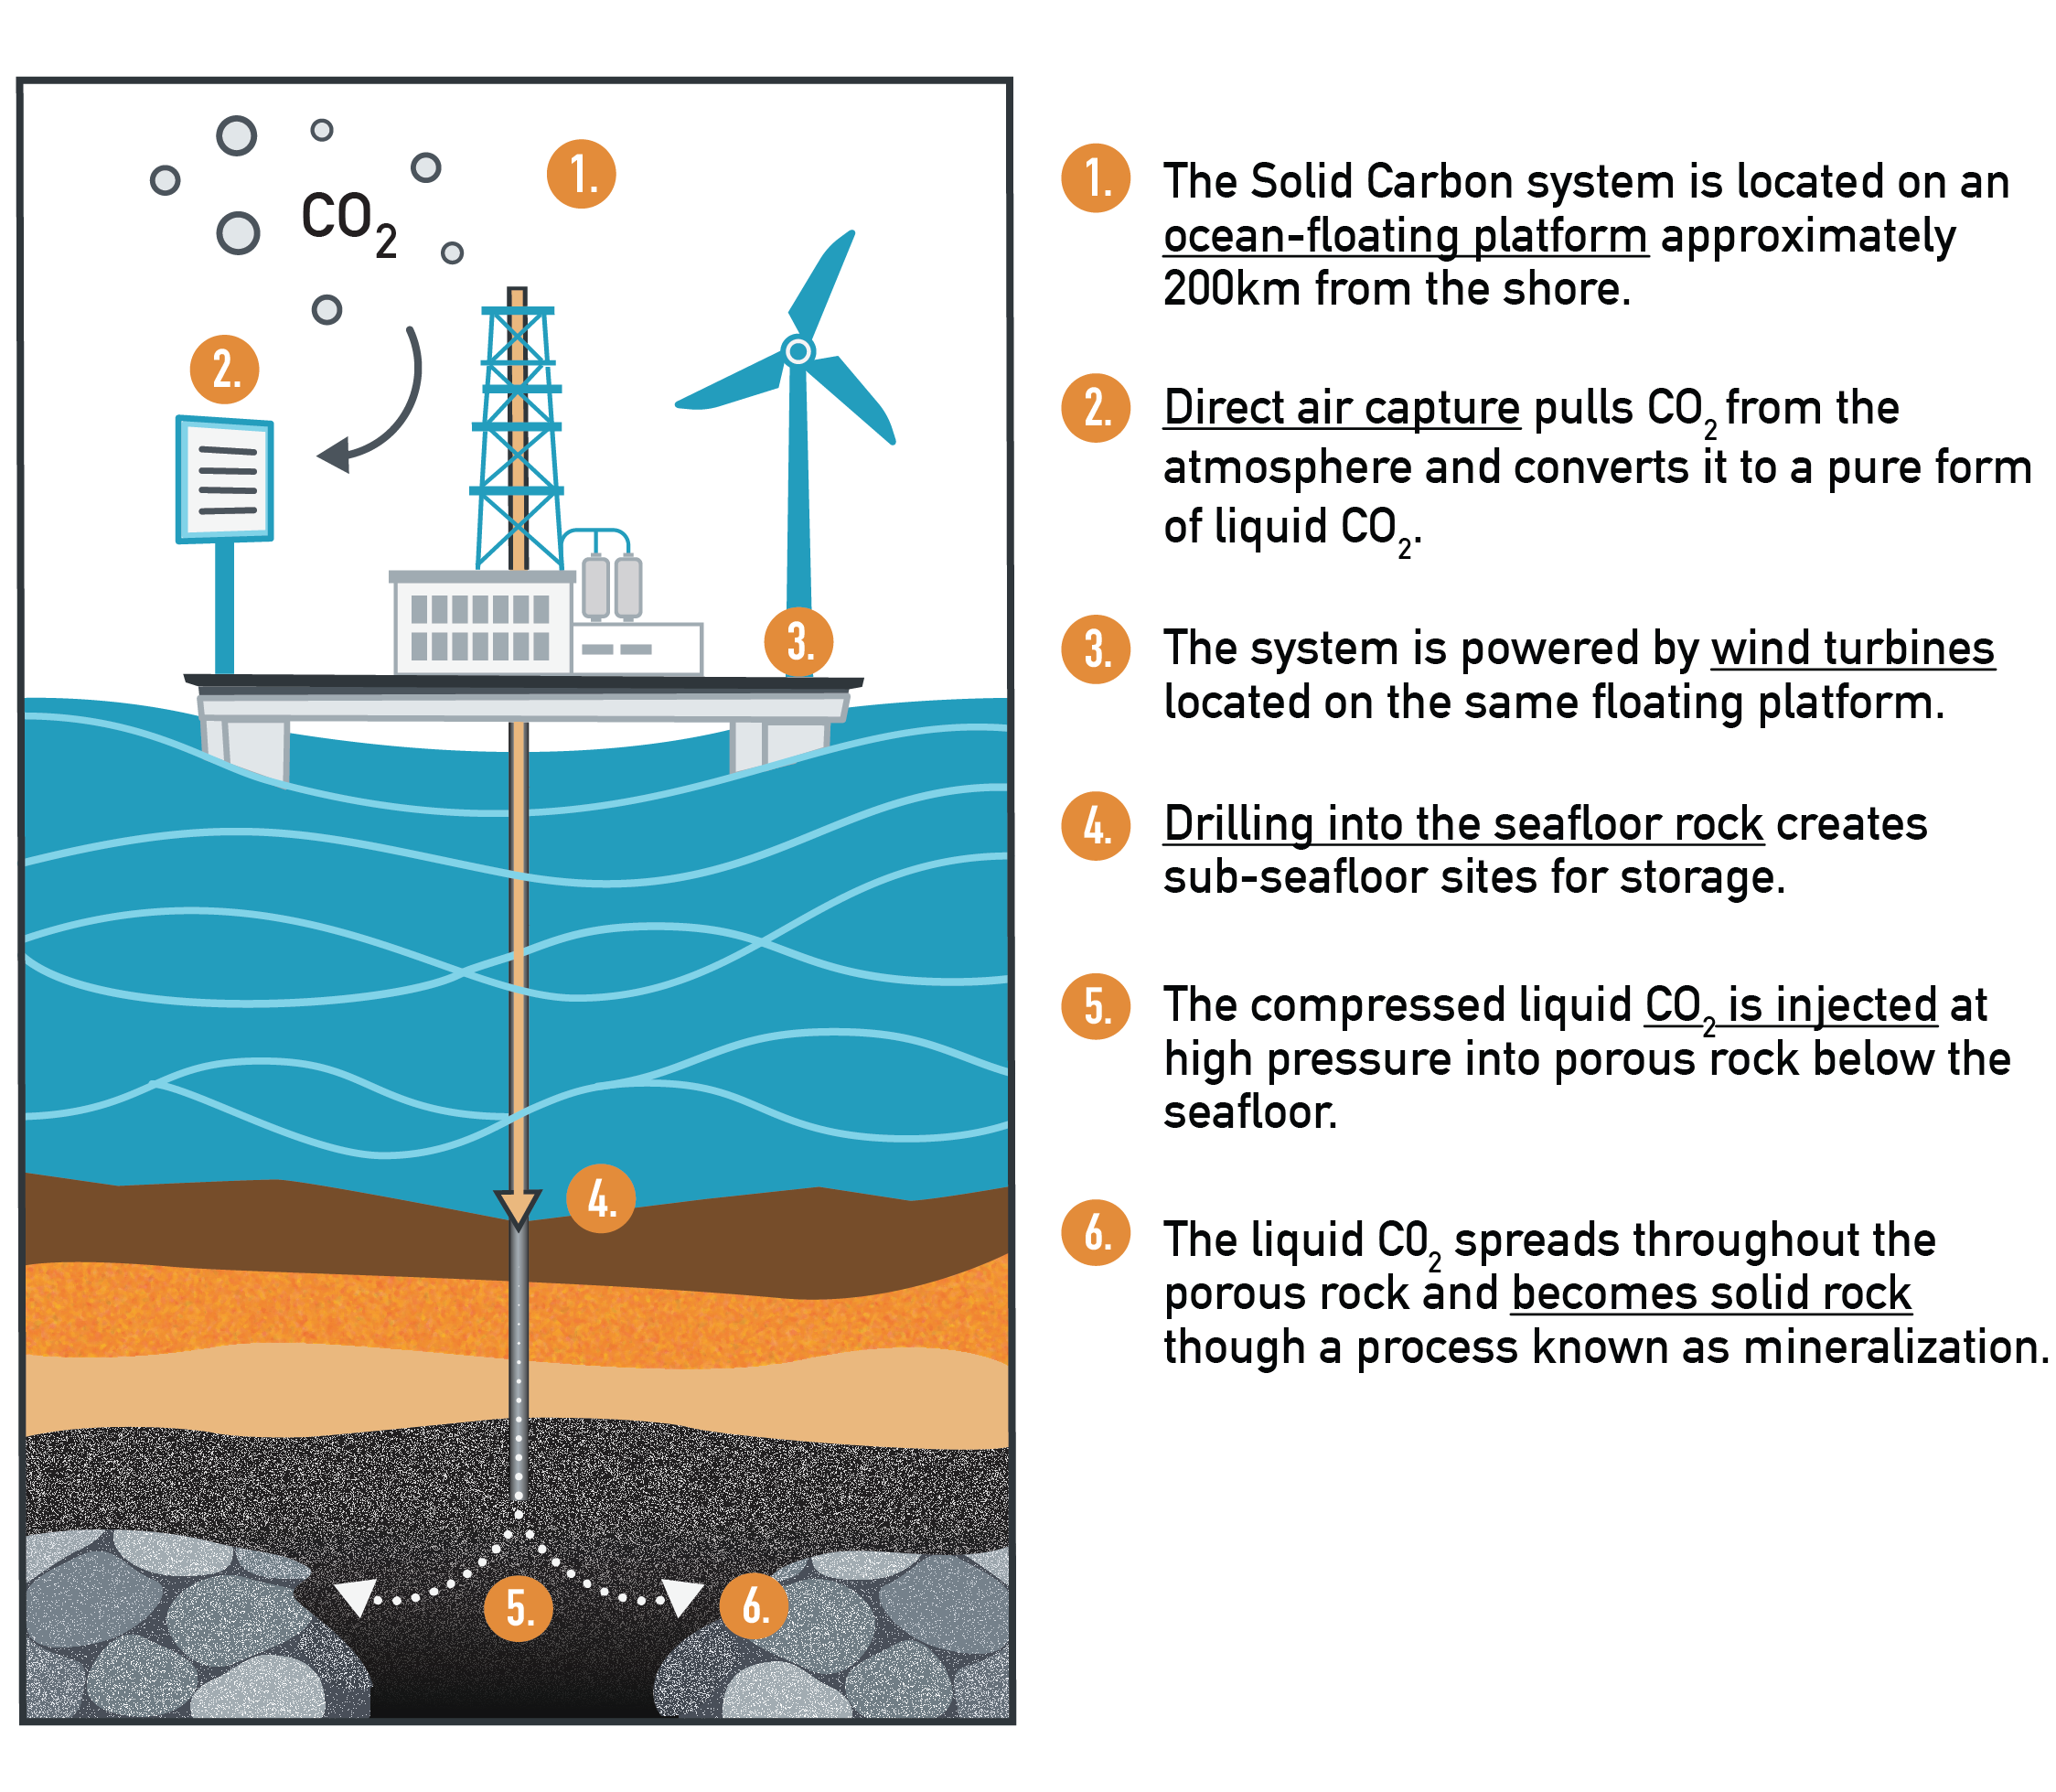 CO2
1.
2.
3.
4.
5.
6.
1. The Solid Carbon system is located on an
ocean-floating platform approximately
200km from the shore.
2. Direct air capture pulls CO2 from the
atmosphere and converts it to a pure form
of liquid CO2.
3. The system is powered by wind turbines
located on the same floating platform.
4. Drilling into the seafloor rock creates
sub-seafloor sites for storage.
5. The compressed liquid CO2 is injected at
high pressure into porous rock below the
seafloor.
6. The liquid C02 spreads throughout the
porous rock and becomes solid rock
though a process known as mineralization.